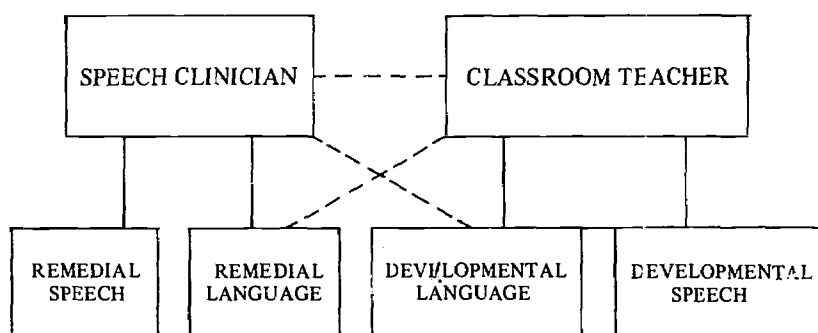 SPEECH CLINICIAN
CLASSROOM TEACHER
REMEDIAL
SPEECH
REMEDIAL
LANGUAGE
DEVELOPMENTAL
LANGUAGE
DEVELOPMENTAL
SPEECH